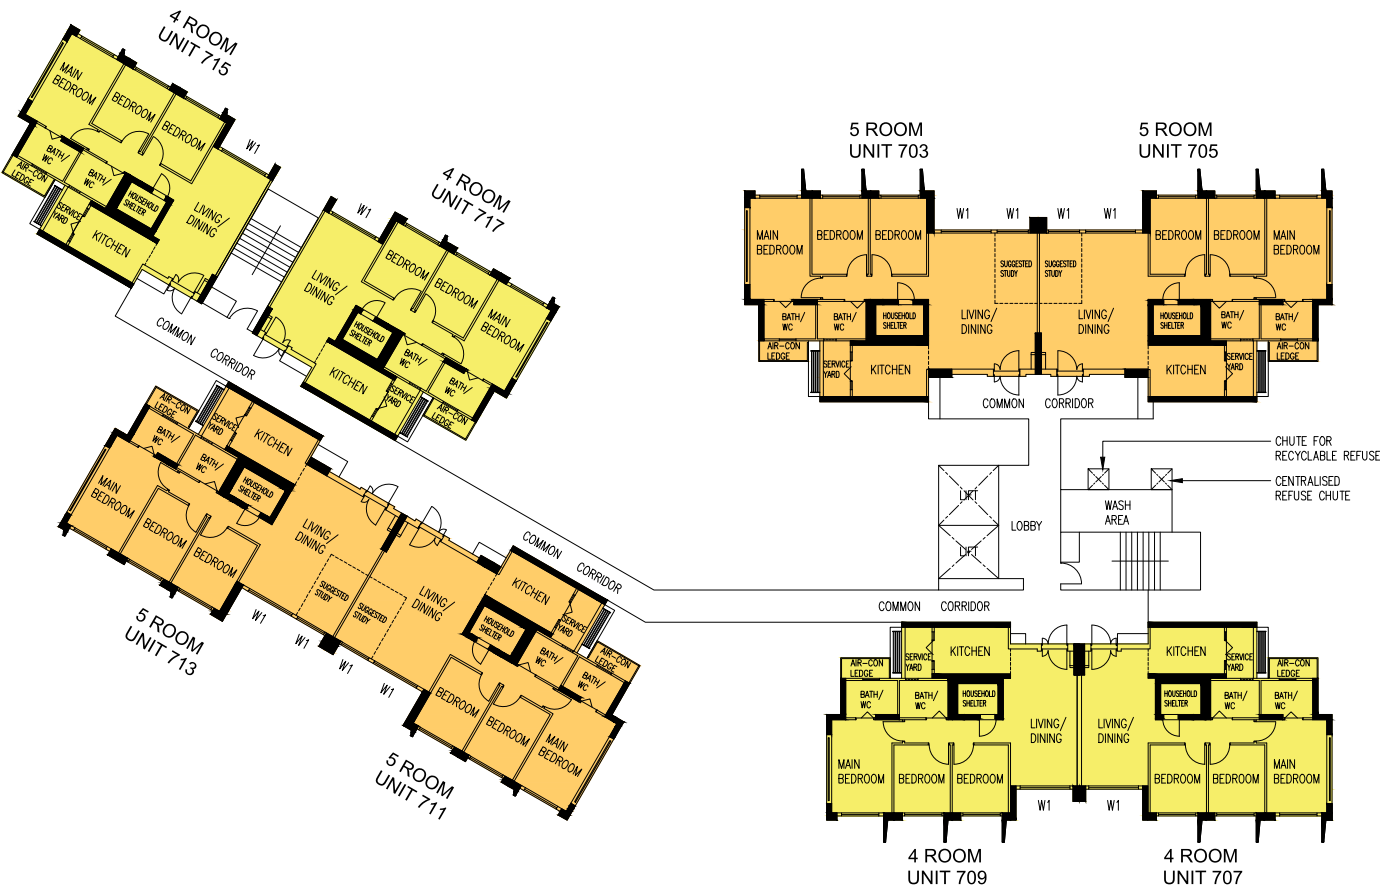 4 ROOM
UNIT 715
MAIN
BEDROOM
BEDROOM
BEDROOM
W1
BATH/
WC
BATH/
WC
AIR-CON
LEDGE
HOUSEHOLD
SHELTER
SERVICE
YARD
KITCHEN
LIVING/
DINING
4 ROOM
UNIT 717
W1
LIVING/
DINING
BEDROOM
BEDROOM
MAIN
BEDROOM
HOUSEHOLD
SHELTER
BATH/
WC
BATH/
WC
KITCHEN
SERVICE
YARD
AIR-CON
LEDGE
COMMON
CORRIDOR
AIR-CON
LEDGE
SERVICE
YARD
KITCHEN
BATH/
WC
BATH/
WC
HOUSEHOLD
SHELTER
MAIN
BEDROOM
BEDROOM
BEDROOM
LIVING/
DINING
SUGGESTED
STUDY
W1
W1
5 ROOM
UNIT 713
SUGGESTED
STUDY
LIVING/
DINING
KITCHEN
SERVICE
YARD
HOUSEHOLD
SHELTER
BATH/
WC
BATH/
WC
AIR-CON
LEDGE
W1
W1
BEDROOM
BEDROOM
MAIN
BEDROOM
5 ROOM
UNIT 711
COMMON
CORRIDOR
5 ROOM
UNIT 703
W1
W1
MAIN
BEDROOM
BEDROOM
BEDROOM
SUGGESTED
STUDY
BATH/
WC
BATH/
WC
HOUSEHOLD
SHELTER
LIVING/
DINING
AIR-CON
LEDGE
SERVICE
YARD
KITCHEN
5 ROOM
UNIT 705
W1
W1
SUGGESTED
STUDY
BEDROOM
BEDROOM
MAIN
BEDROOM
LIVING/
DINING
HOUSEHOLD
SHELTER
BATH/
WC
BATH/
WC
KITCHEN
SERVICE
YARD
AIR-CON
LEDGE
COMMON CORRIDOR
CHUTE FOR
RECYCLABLE REFUSE
CENTRALISED
REFUSE CHUTE
LIFT
LIFT
LOBBY
WASH
AREA
COMMON CORRIDOR
AIR-CON
LEDGE
SERVICE
YARD
KITCHEN
BATH/
WC
BATH/
WC
HOUSEHOLD
SHELTER
LIVING/
DINING
MAIN
BEDROOM
BEDROOM
BEDROOM
W1
4 ROOM
UNIT 709
KITCHEN
SERVICE
YARD
AIR-CON
LEDGE
HOUSEHOLD
SHELTER
BATH/
WC
BATH/
WC
LIVING/
DINING
BEDROOM
BEDROOM
MAIN
BEDROOM
W1
4 ROOM
UNIT 707